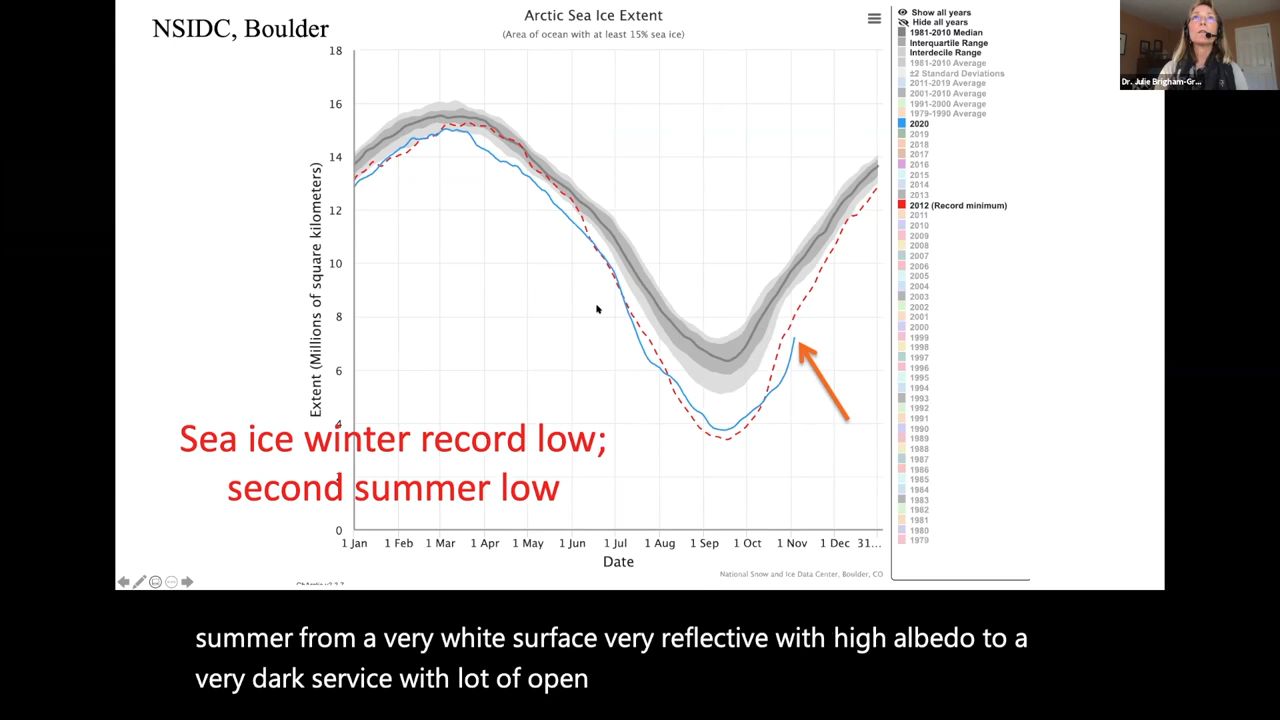 NSIDC, Boulder
Arctic Sea Ice Extent
(Area of ocean with at least 15% sea ice)
Extent (Millions of square kilometers)
18
16
14
12
10
8
6
4
2
0
Sea ice winter record low;
second summer low
1 Jan 1 Feb 1 Mar 1 Apr 1 May 1 Jun 1 Jul 1 Aug 1 Sep 1 Oct 1 Nov 1 Dec 31...
Date
National Snow and Ice Data Center, Boulder, CO
Show all years
Hide all years
1981-2010 Median
Interquartile Range
Interdecile Range
1981-2010 Average
±2 Standard Deviations
2011-2019 Average
2001-2010 Average
1991-2000 Average
1979-1990 Average
2020
2019
2018
2017
2016
2015
2014
2013
2012 (Record minimum)
2011
2010
2009
2008
2007
2006
2005
2004
2003
2002
2001
2000
1999
1998
1997
1996
1995
1994
1993
1992
1991
1990
1989
1988
1987
1986
1985
1984
1983
1982
1981
1980
1979
Dr. Julie Brigham-Gr...
summer from a very white surface very reflective with high albedo to a
very dark service with lot of open